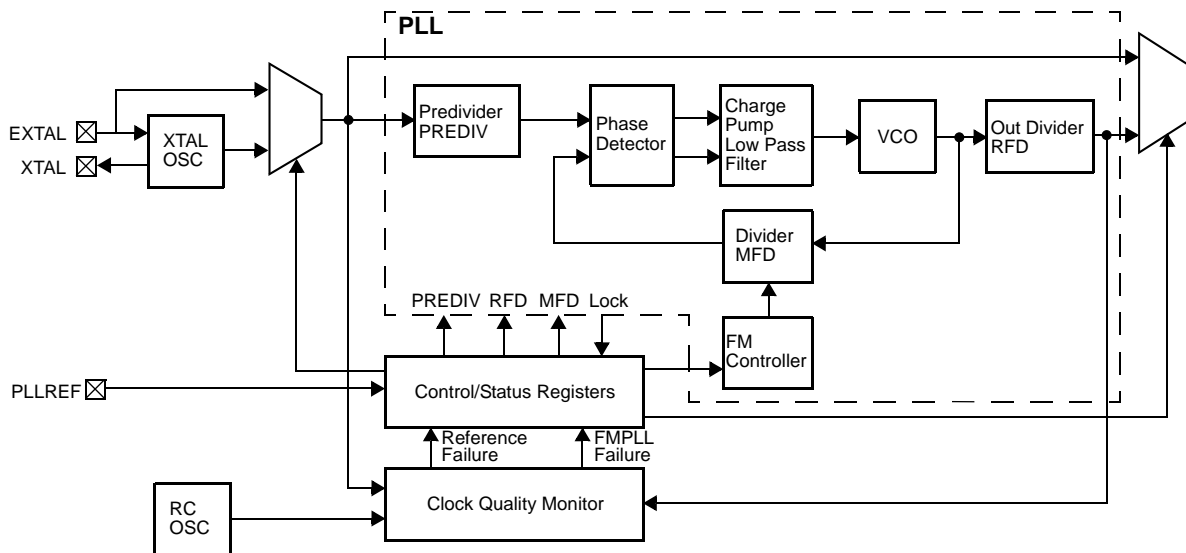 PLL
EXTAL
XTAL
XTAL
OSC
Predivider
PREDIV
Phase
Detector
Charge
Pump
Low Pass
Filter
VCO
Out Divider
RFD
Divider
MFD
PREDIV
RFD
MFD
Lock
FM
Controller
PLLREF
Control/Status Registers
Reference
Failure
FMPLL
Failure
Clock Quality Monitor
RC
OSC